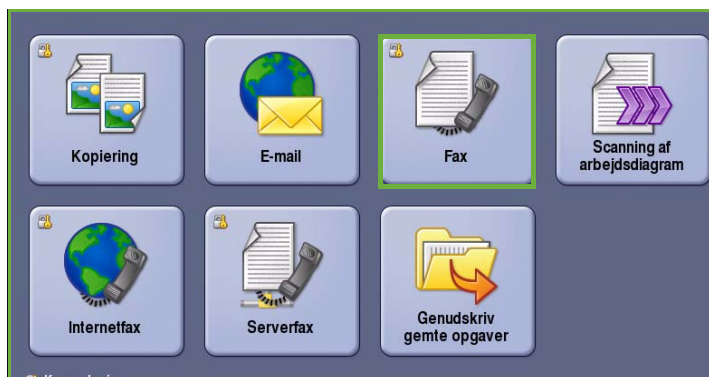 Kopiering
E-mail
Fax
Scanning af
arbejdsdiagram
Internetfax
Serverfax
Genudskriv
gemte opgaver